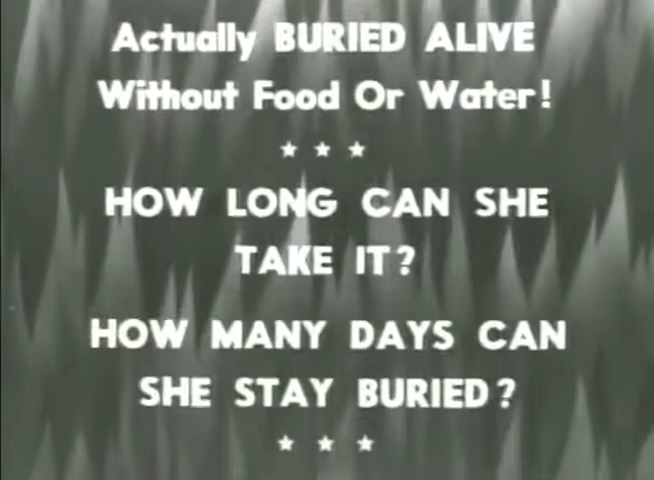 Actually BURIED ALIVE
Without Food Or Water!
★ ★ ★
HOW LONG CAN SHE
TAKE IT?
HOW MANY DAYS CAN
SHE STAY BURIED?
★ ★ ★